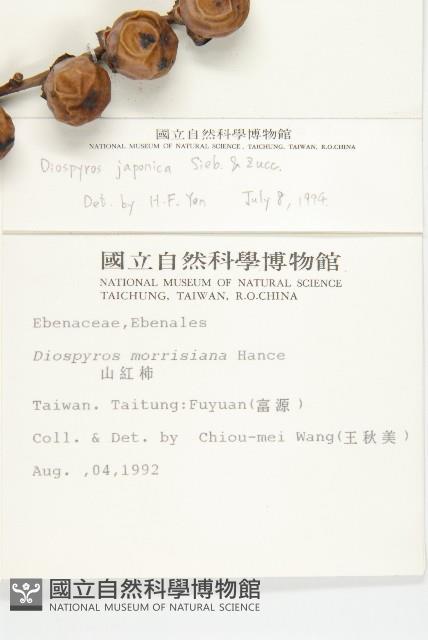 國立自然科學博物館
NATIONAL MUSEUM OF NATURAL SCIENCE, TAICHUNG, TAIWAN, R.O.CHINA
Diospyros japonica Sieb. & Zucc.
Det. by H.F. Yen July 8, 1994
國立自然科學博物館
NATIONAL MUSEUM OF NATURAL SCIENCE
TAICHUNG, TAIWAN, R.O.CHINA
Ebenaceae,Ebenales
Diospyros morrisiana Hance
山紅柿
Taiwan. Taitung:Fuyuan(富源)
Coll. & Det. by Chiou-mei Wang(王秋美)
Aug. ,04,1992
國立自然科學博物館
NATIONAL MUSEUM OF NATURAL SCIENCE